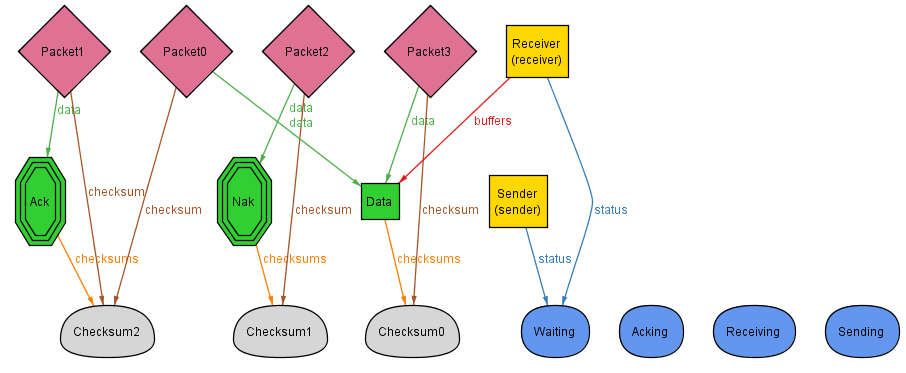 Packet1
Packet0
Packet2
Packet3
Receiver
(receiver)
data
data
data
data
buffers
Ack
Nak
Data
Sender
(sender)
checksum
checksum
checksum
checksum
status
checksums
checksums
checksums
status
Checksum2
Checksum1
Checksum0
Waiting
Acking
Receiving
Sending